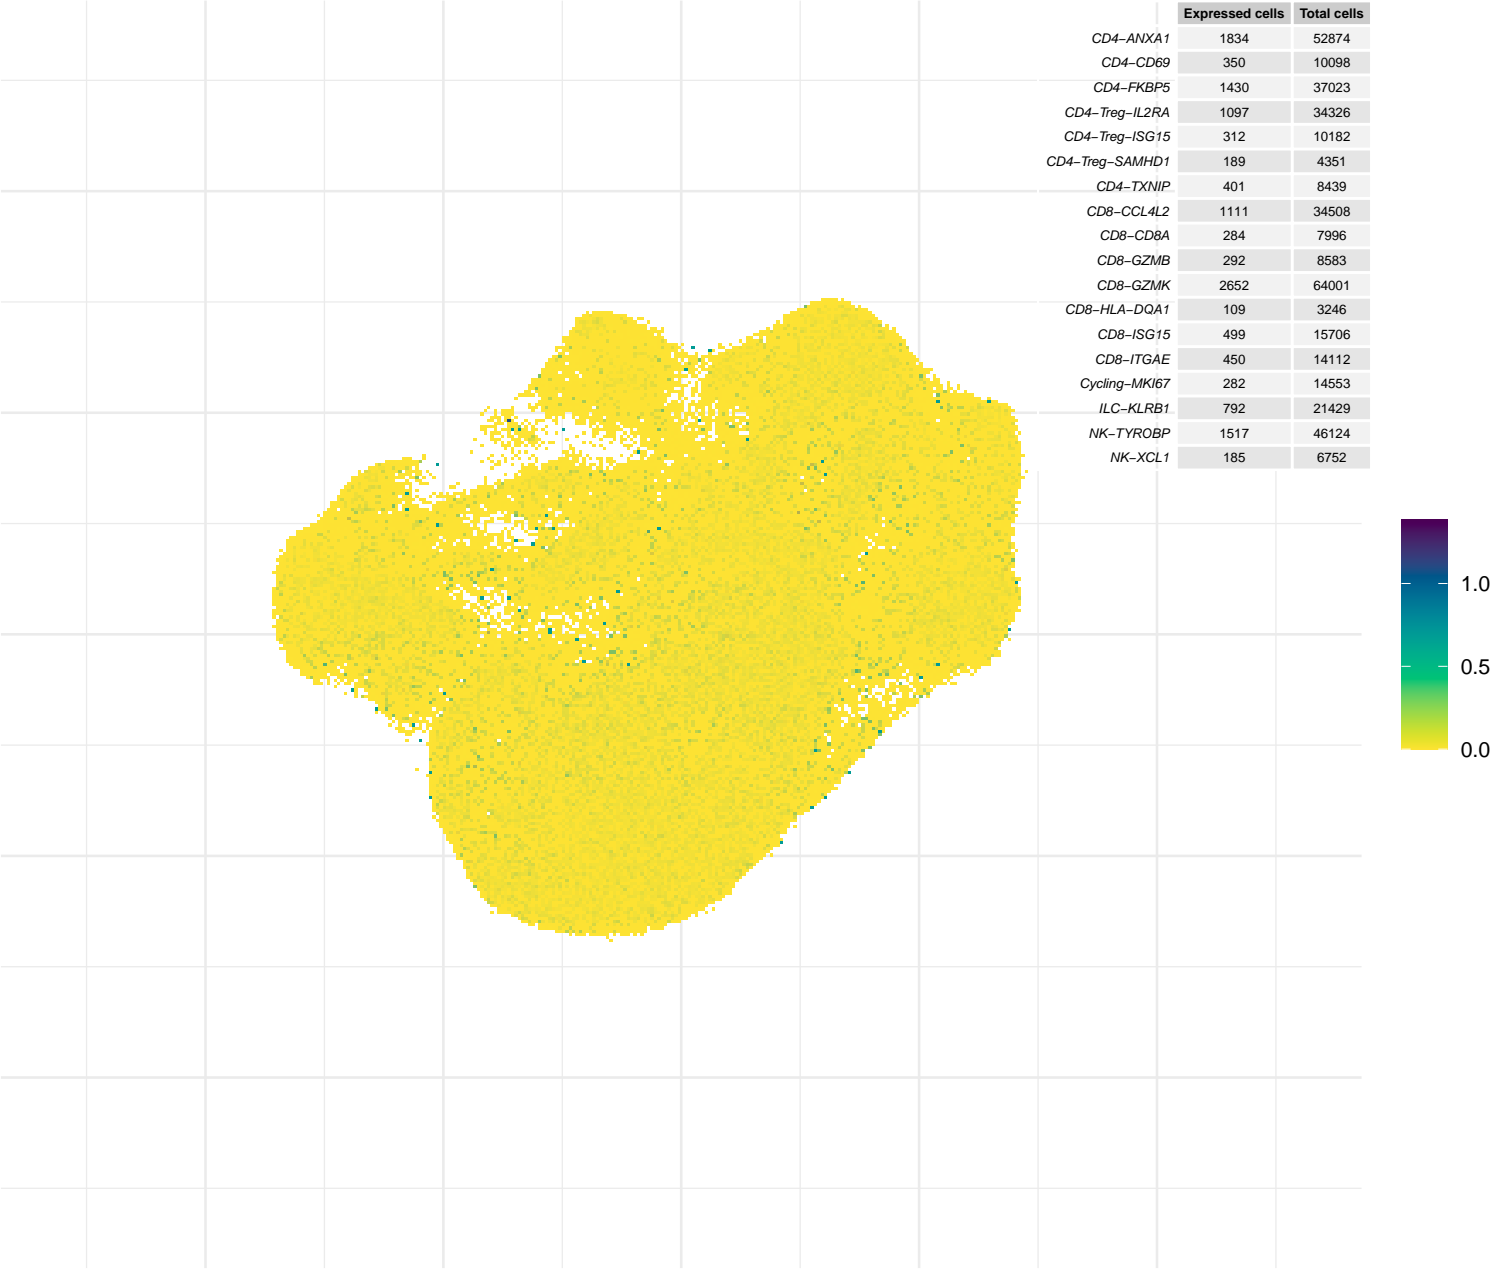 Expressed cells Total cells
CD4−ANXA1 1834 52874
CD4−CD69 350 10098
CD4−FKBP5 1430 37023
CD4−Treg−IL2RA 1097 34326
CD4−Treg−ISG15 312 10182
CD4−Treg−SAMHD1 189 4351
CD4−TXNIP 401 8439
CD8−CCL4L2 1111 34508
CD8−CD8A 284 7996
CD8−GZMB 292 8583
CD8−GZMK 2652 64001
CD8−HLA−DQA1 109 3246
CD8−ISG15 499 15706
CD8−ITGAE 450 14112
Cycling−MKI67 282 14553
ILC−KLRB1 792 21429
NK−TYROBP 1517 46124
NK−XCL1 185 6752
1.0
0.5
0.0